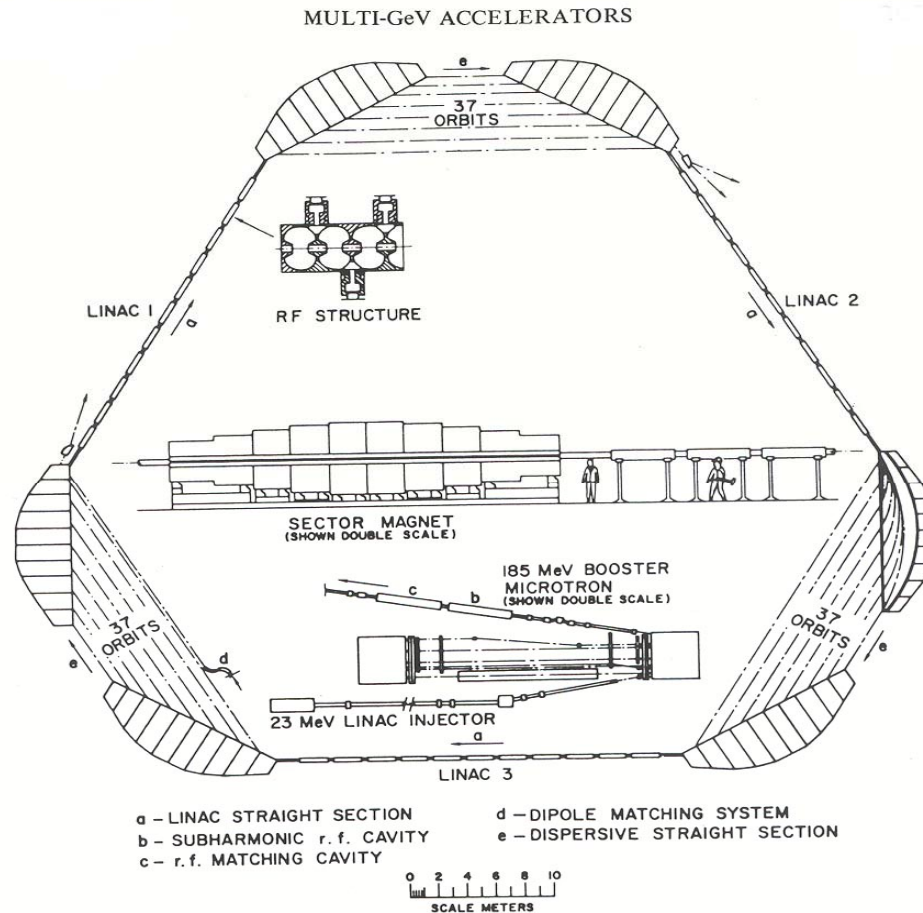 MULTI-GeV ACCELERATORS
e
37
ORBITS
LINAC 1
a
RF STRUCTURE
LINAC 2
a
SECTOR MAGNET
(SHOWN DOUBLE SCALE)
185 MeV BOOSTER
MICROTRON
(SHOWN DOUBLE SCALE)
c
b
37
ORBITS
37
ORBITS
e
d
e
23 MeV LINAC INJECTOR
a
LINAC 3
a – LINAC STRAIGHT SECTION
b – SUBHARMONIC r.f. CAVITY
c – r.f. MATCHING CAVITY
d – DIPOLE MATCHING SYSTEM
e – DISPERSIVE STRAIGHT SECTION
0 2 4 6 8 10
SCALE METERS